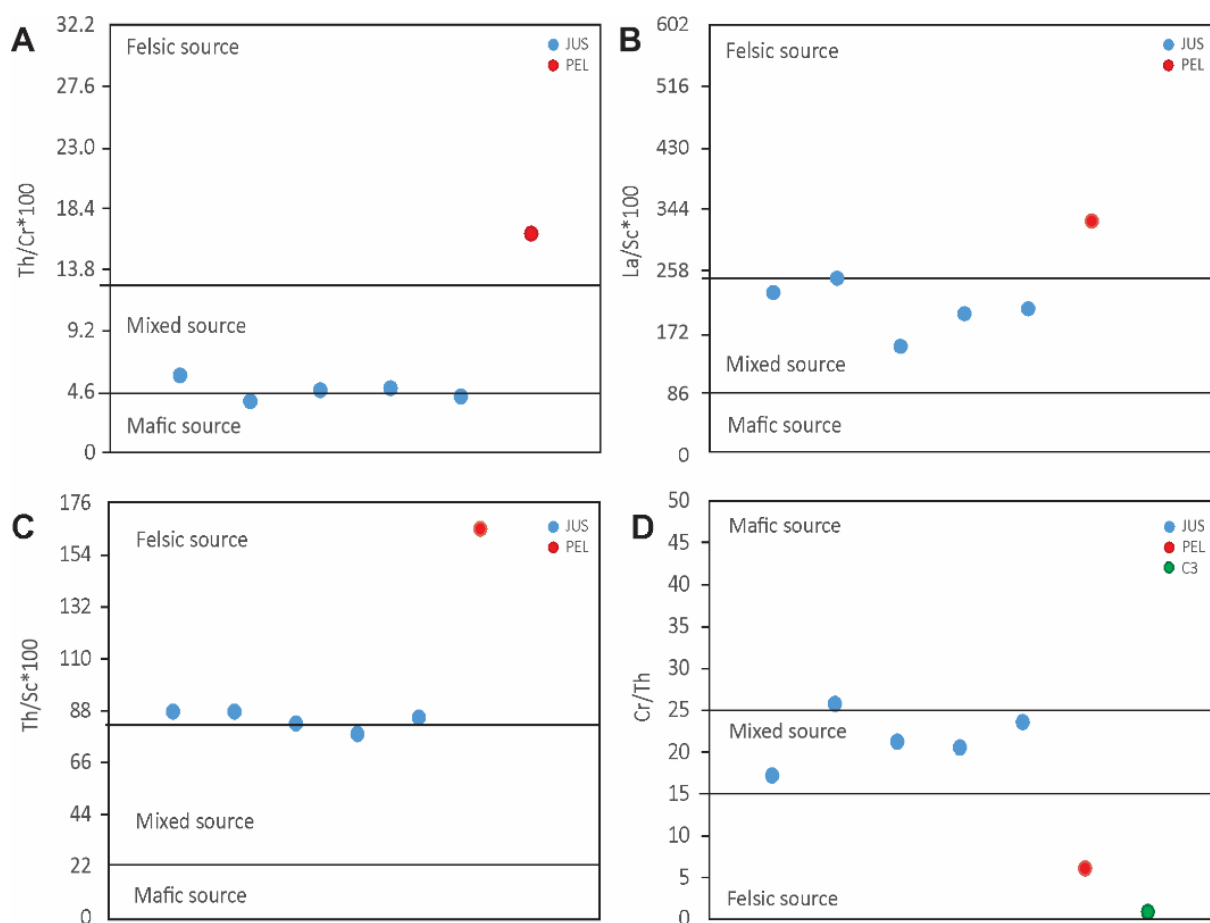 A
Th/Cr*100
32.2
27.6
23.0
18.4
13.8
9.2
4.6
0
Felsic source
Mixed source
Mafic source
JUS
PEL
B
La/Sc*100
602
516
430
344
258
172
86
0
Felsic source
Mixed source
Mafic source
JUS
PEL
C
Th/Sc*100
176
154
132
110
88
66
44
22
0
Felsic source
Mixed source
Mafic source
JUS
PEL
D
Cr/Th
50
45
40
35
30
25
20
15
10
5
0
Mafic source
Mixed source
Felsic source
JUS
PEL
C3